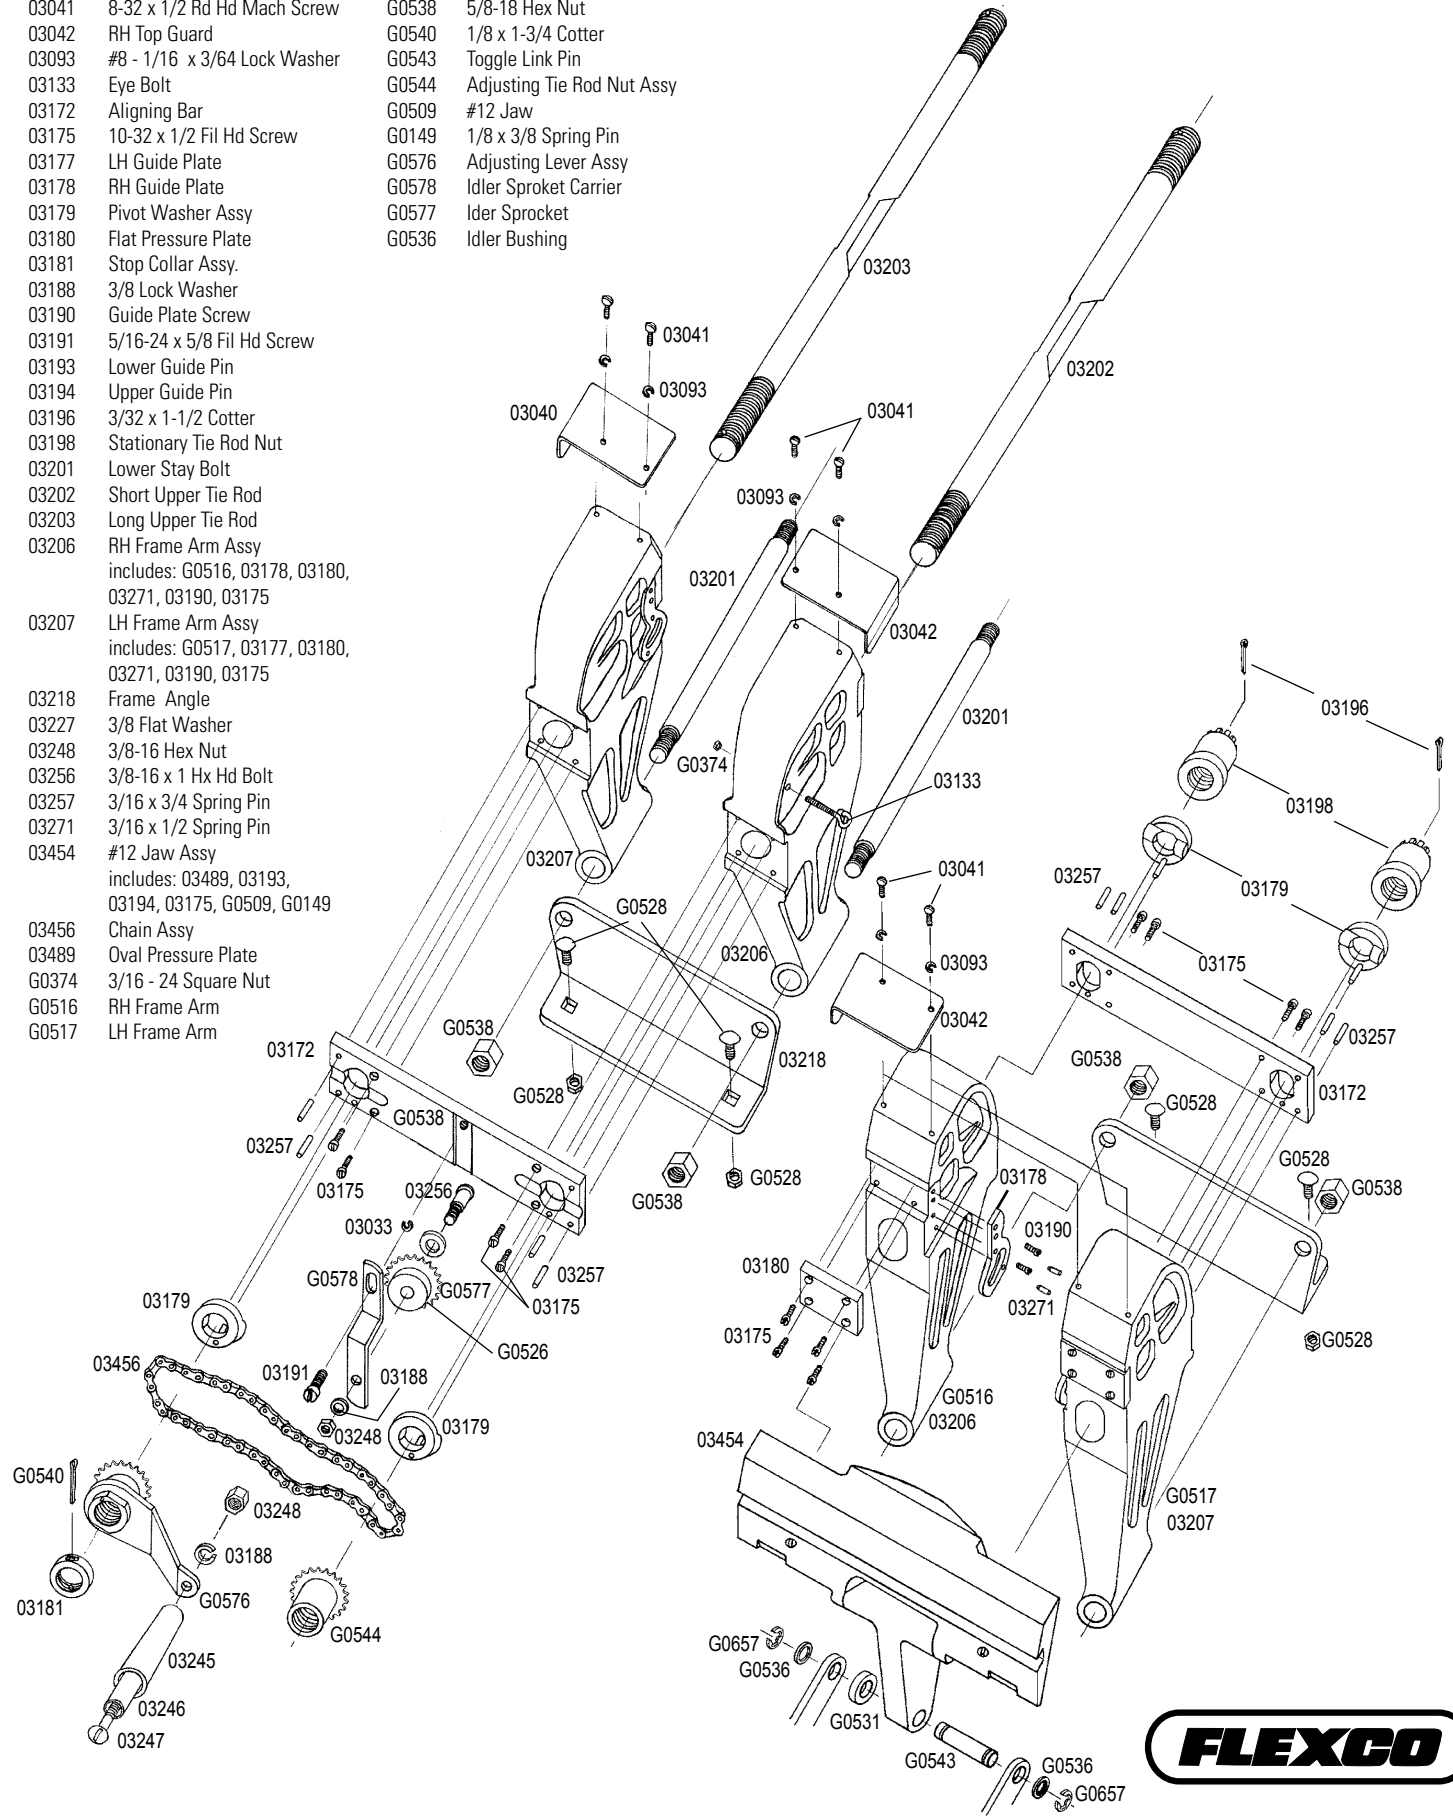 03041 8-32 x 1/2 Rd Hd Mach Screw
03042 RH Top Guard
03093 #8 - 1/16 x 3/64 Lock Washer
03133 Eye Bolt
03172 Aligning Bar
03175 10-32 x 1/2 Fil Hd Screw
03177 LH Guide Plate
03178 RH Guide Plate
03179 Pivot Washer Assy
03180 Flat Pressure Plate
03181 Stop Collar Assy.
03188 3/8 Lock Washer
03190 Guide Plate Screw
03191 5/16-24 x 5/8 Fil Hd Screw
03193 Lower Guide Pin
03194 Upper Guide Pin
03196 3/32 x 1-1/2 Cotter
03198 Stationary Tie Rod Nut
03201 Lower Stay Bolt
03202 Short Upper Tie Rod
03203 Long Upper Tie Rod
03206 RH Frame Arm Assy
includes: G0516, 03178, 03180,
03271, 03190, 03175
03207 LH Frame Arm Assy
includes: G0517, 03177, 03180,
03271, 03190, 03175
03218 Frame Angle
03227 3/8 Flat Washer
03248 3/8-16 Hex Nut
03256 3/8-16 x 1 Hx Hd Bolt
03257 3/16 x 3/4 Spring Pin
03271 3/16 x 1/2 Spring Pin
03454 #12 Jaw Assy
includes: 03489, 03193,
03194, 03175, G0509, G0149
03456 Chain Assy
03489 Oval Pressure Plate
G0374 3/16 - 24 Square Nut
G0516 RH Frame Arm
G0517 LH Frame Arm
G0538 5/8-18 Hex Nut
G0540 1/8 x 1-3/4 Cotter
G0543 Toggle Link Pin
G0544 Adjusting Tie Rod Nut Assy
G0509 #12 Jaw
G0149 1/8 x 3/8 Spring Pin
G0576 Adjusting Lever Assy
G0578 Idler Sproket Carrier
G0577 Ider Sprocket
G0536 Idler Bushing
03203
03041
03202
03093
03040
03041
03093
03201
03042
03201
03196
G0374
03133
03198
03207
03041
03257
03179
G0528
03206
03093
03175
G0538
03042
03257
03172
03218
G0538
G0528
03172
G0538
G0528
03257
G0528
G0538
G0528
G0538
03175
03256
03178
03190
03033
03180
G0578
G0577
03257
03175
03271
03179
03175
G0528
G0526
03456
03191
03188
G0516
03206
03179
03248
03454
G0540
03248
G0517
03207
03188
03181
G0576
G0544
G0657
G0536
03245
03246
G0531
03247
G0543
G0536
G0657
FLEXCO